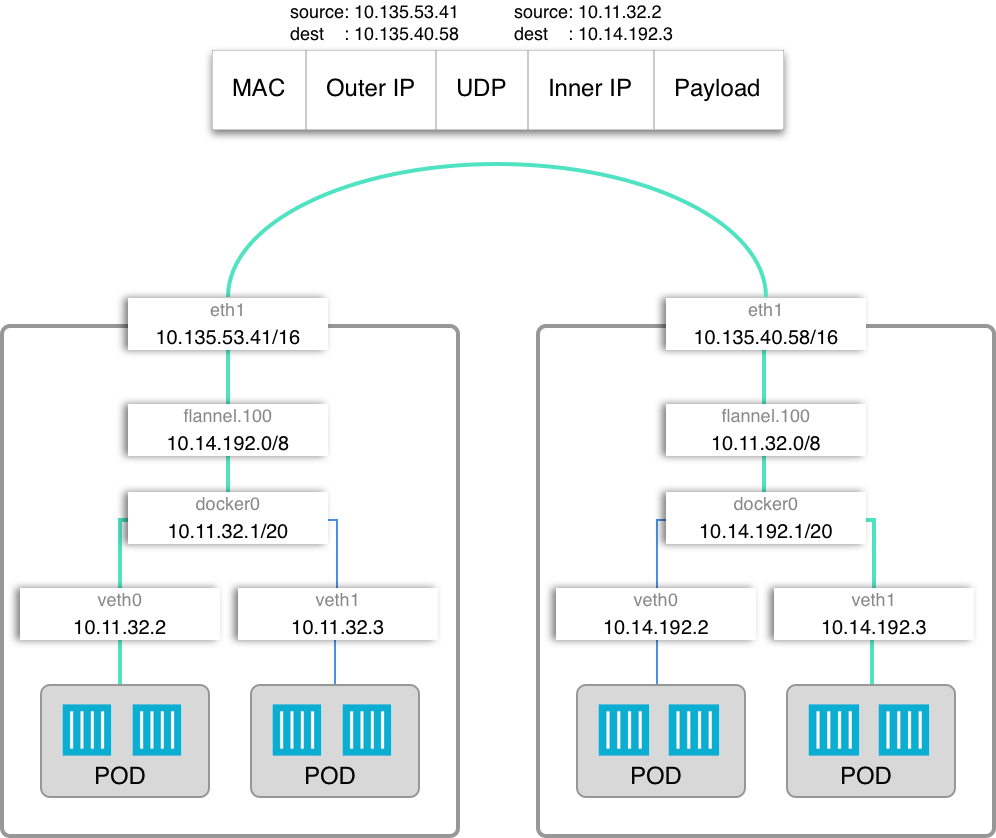 source: 10.135.53.41
dest : 10.135.40.58
source: 10.11.32.2
dest : 10.14.192.3
MAC
Outer IP
UDP
Inner IP
Payload
eth1
10.135.53.41/16
flannel.100
10.14.192.0/8
docker0
10.11.32.1/20
veth0
10.11.32.2
veth1
10.11.32.3
POD
POD
eth1
10.135.40.58/16
flannel.100
10.11.32.0/8
docker0
10.14.192.1/20
veth0
10.14.192.2
veth1
10.14.192.3
POD
POD